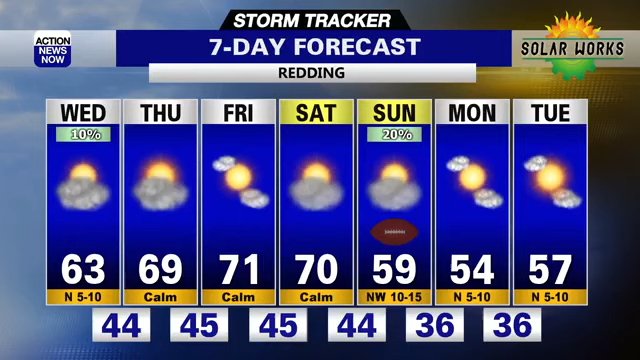 STORM TRACKER
ACTION
NEWS
NOW
7-DAY FORECAST
SOLAR WORKS
REDDING
WED THU FRI SAT SUN MON TUE
10% 20%
63 69 71 70 59 54 57
N 5-10 Calm Calm Calm NW 10-15 N 5-10 N 5-10
44 45 45 44 36 36